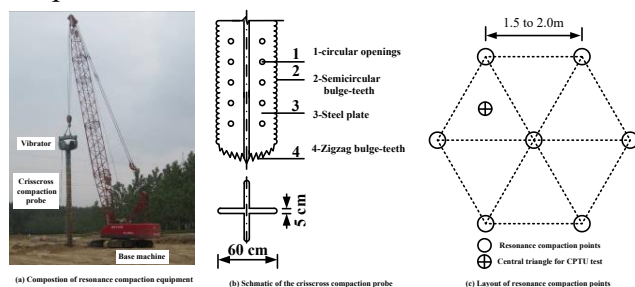 Vibrator
Crisscross
compaction
probe
Base machine
(a) Compostion of resonance compaction equipment
1
1-circular openings
2
2-Semicircular
bulge-teeth
3
3-Steel plate
4
4-Zigzag bulge-teeth
5 cm
60 cm
(b) Schmatic of the crisscross compaction probe
1.5 to 2.0m
Resonance compaction points
Central triangle for CPTU test
(c) Layout of resonance compaction points